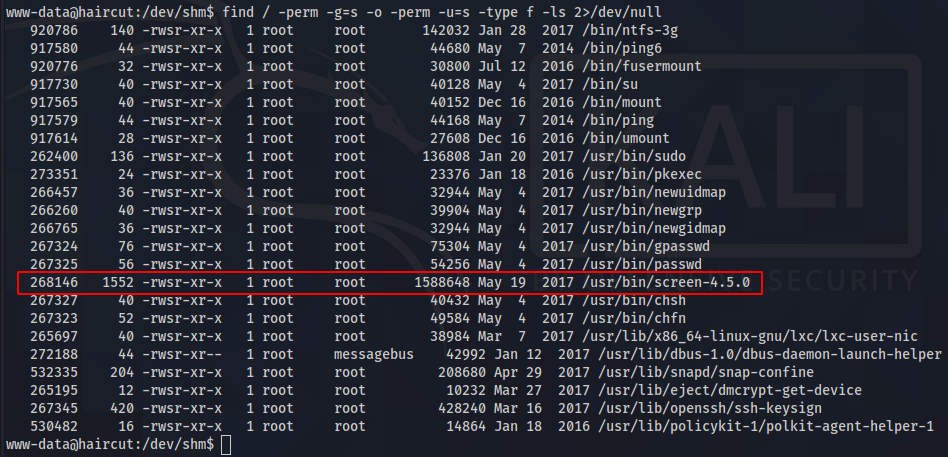 www-data@haircut:/dev/shm$ find / -perm -g=s -o -perm -u=s -type f -ls 2>/dev/null
920786 140 -rwsr-xr-x 1 root root 142032 Jan 28 2017 /bin/ntfs-3g
917580 44 -rwsr-xr-x 1 root root 44680 May 7 2014 /bin/ping6
920776 32 -rwsr-xr-x 1 root root 30800 Jul 12 2016 /bin/fusermount
917730 40 -rwsr-xr-x 1 root root 40128 May 4 2017 /bin/su
917565 40 -rwsr-xr-x 1 root root 40152 Dec 16 2016 /bin/mount
917579 44 -rwsr-xr-x 1 root root 44168 May 7 2014 /bin/ping
917614 28 -rwsr-xr-x 1 root root 27608 Dec 16 2016 /bin/umount
262400 136 -rwsr-xr-x 1 root root 136808 Jan 20 2017 /usr/bin/sudo
273351 24 -rwsr-xr-x 1 root root 23376 Jan 18 2016 /usr/bin/pkexec
266457 36 -rwsr-xr-x 1 root root 32944 May 4 2017 /usr/bin/newuidmap
266260 40 -rwsr-xr-x 1 root root 39904 May 4 2017 /usr/bin/newgrp
266765 36 -rwsr-xr-x 1 root root 32944 May 4 2017 /usr/bin/newgidmap
267324 76 -rwsr-xr-x 1 root root 75304 May 4 2017 /usr/bin/gpasswd
267325 56 -rwsr-xr-x 1 root root 54256 May 4 2017 /usr/bin/passwd
268146 1552 -rwsr-xr-x 1 root root 1588648 May 19 2017 /usr/bin/screen-4.5.0
267327 40 -rwsr-xr-x 1 root root 40432 May 4 2017 /usr/bin/chsh
267323 52 -rwsr-xr-x 1 root root 49584 May 4 2017 /usr/bin/chfn
265697 40 -rwsr-xr-x 1 root root 38984 Mar 7 2017 /usr/lib/x86_64-linux-gnu/lxc/lxc-user-nic
272188 44 -rwsr-xr-- 1 root messagebus 42992 Jan 12 2017 /usr/lib/dbus-1.0/dbus-daemon-launch-helper
532335 204 -rwsr-xr-x 1 root root 208680 Apr 29 2017 /usr/lib/snapd/snap-confine
265195 12 -rwsr-xr-x 1 root root 10232 Mar 27 2017 /usr/lib/eject/dmcrypt-get-device
267345 420 -rwsr-xr-x 1 root root 428240 Mar 16 2017 /usr/lib/openssh/ssh-keysign
530482 16 -rwsr-xr-x 1 root root 14864 Jan 18 2016 /usr/lib/policykit-1/polkit-agent-helper-1
www-data@haircut:/dev/shm$
KALI
SECURITY